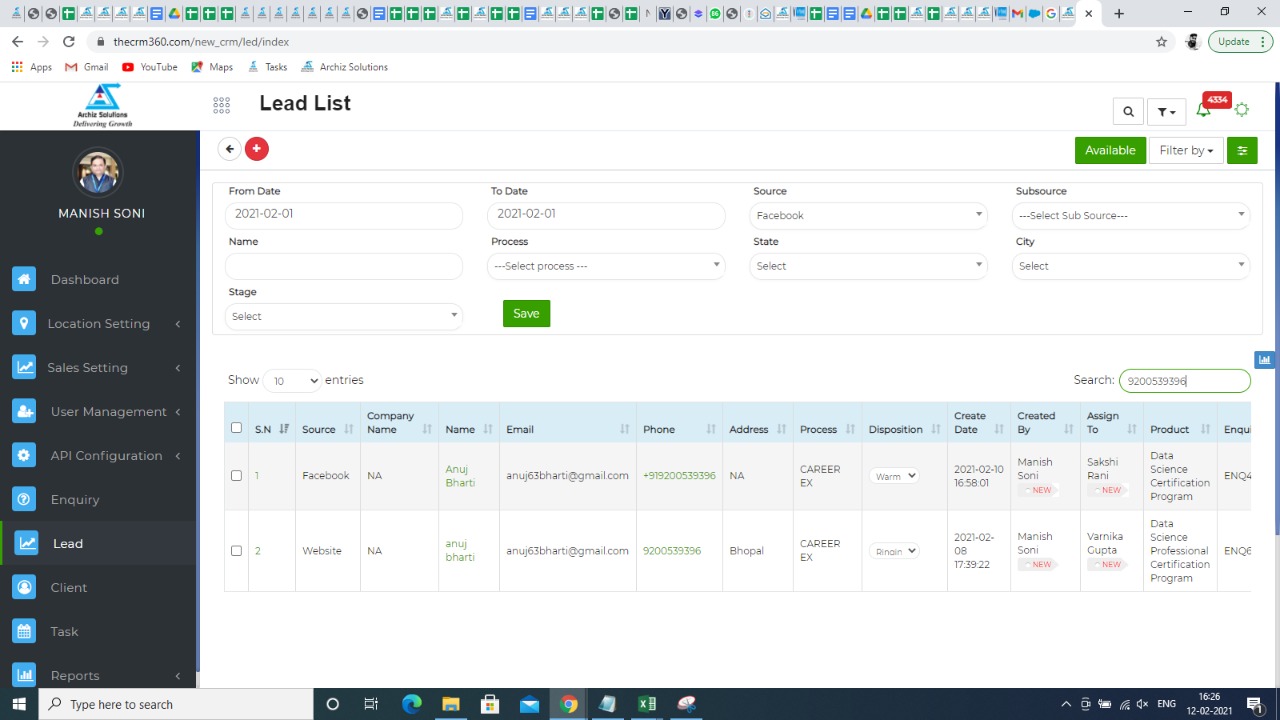 thecrm360.com/new_crm/led/index
Update
Apps Gmail YouTube Maps Tasks Archiz Solutions
Archiz Solutions
Delivering Growth
Lead List
4334
Available Filter by
MANISH SONI
Dashboard
Location Setting
Sales Setting
User Management
API Configuration
Enquiry
Lead
Client
Task
Reports
From Date To Date Source Subsource
2021-02-01 2021-02-01 Facebook ---Select Sub Source---
Name Process State City
---Select process --- Select Select
Stage
Select Save
Show 10 entries Search: 9200539396
S.N Source Company Name Name Email Phone Address Process Disposition Create Date Created By Assign To Product Enqui
1 Facebook NA Anuj Bharti anuj63bharti@gmail.com +919200539396 NA CAREER EX Warm 2021-02-10 16:58:01 Manish Soni NEW Sakshi Rani NEW Data Science Certification Program ENQ4
2 Website NA anuj bharti anuj63bharti@gmail.com 9200539396 Bhopal CAREER EX Ringin 2021-02-08 17:39:22 Manish Soni NEW Varnika Gupta NEW Data Science Professional Certification Program ENQ6
Type here to search
ENG
16:26
12-02-2021
1